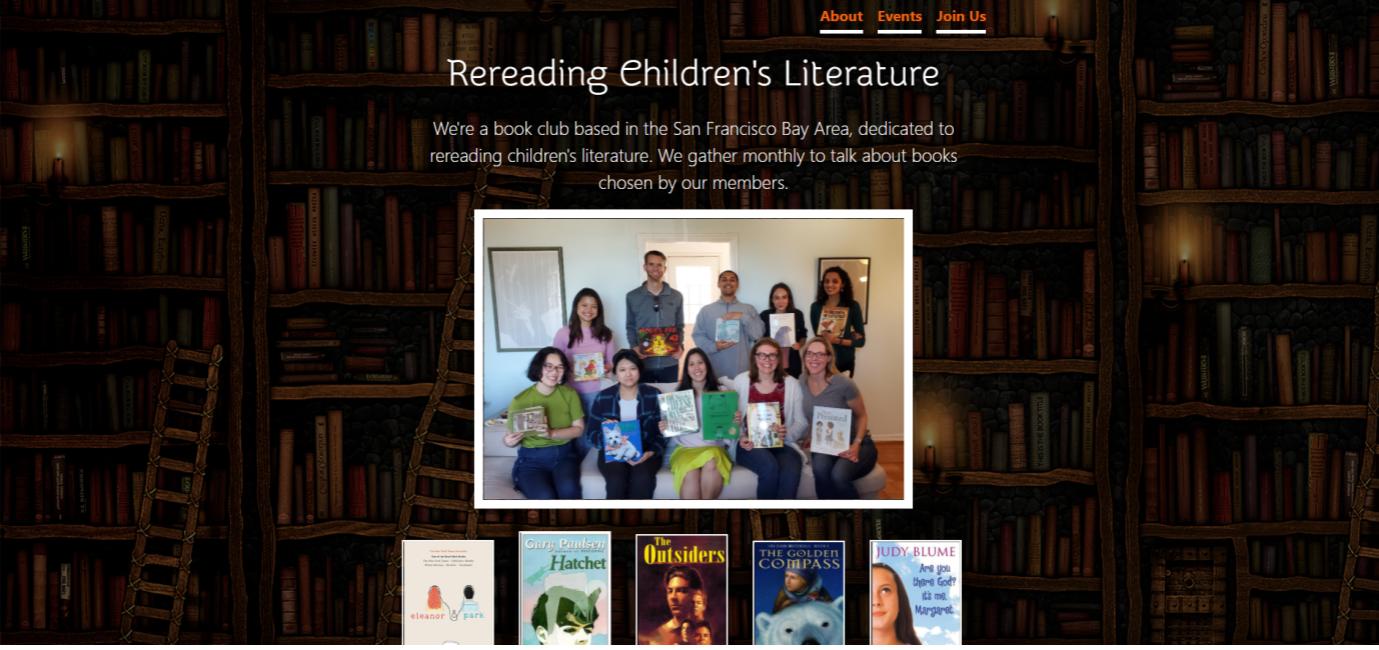 About Events Join Us
Rereading Children's Literature
We're a book club based in the San Francisco Bay Area, dedicated to
rereading children's literature. We gather monthly to talk about books
chosen by our members.
eleanor park
Gary Paulsen
Hatchet
The
Outsiders
THE GOLDEN
COMPASS
JUDY BLUME
Are you
there God?
it's me,
Margaret.